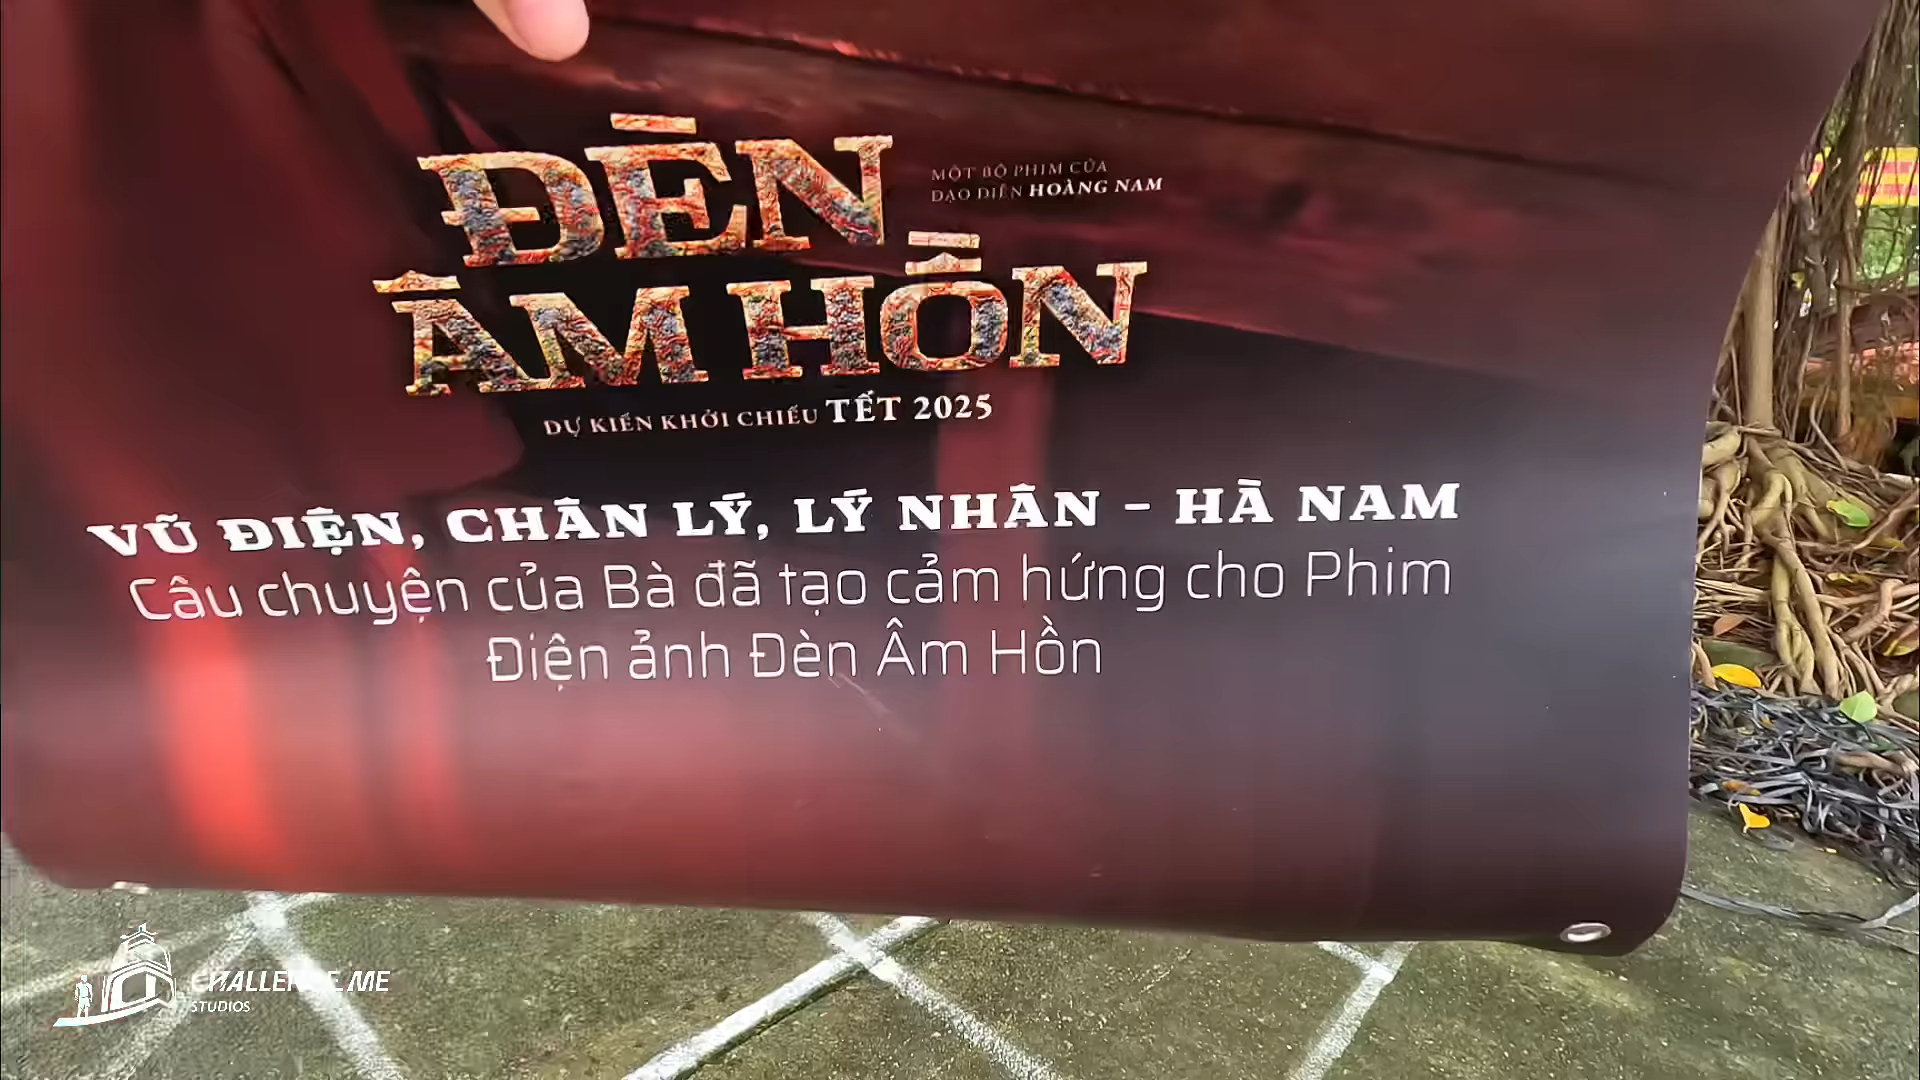 ĐÈN
ÂM HỒN
MỘT BỘ PHIM CỦA
ĐẠO DIỄN HOÀNG NAM
DỰ KIẾN KHỞI CHIẾU TẾT 2025
VŨ ĐIỆN, CHÂN LÝ, LÝ NHÂN - HÀ NAM
Câu chuyện của Bà đã tạo cảm hứng cho Phim
Điện ảnh Đèn Âm Hồn
CHALLENGE ME
STUDIOS